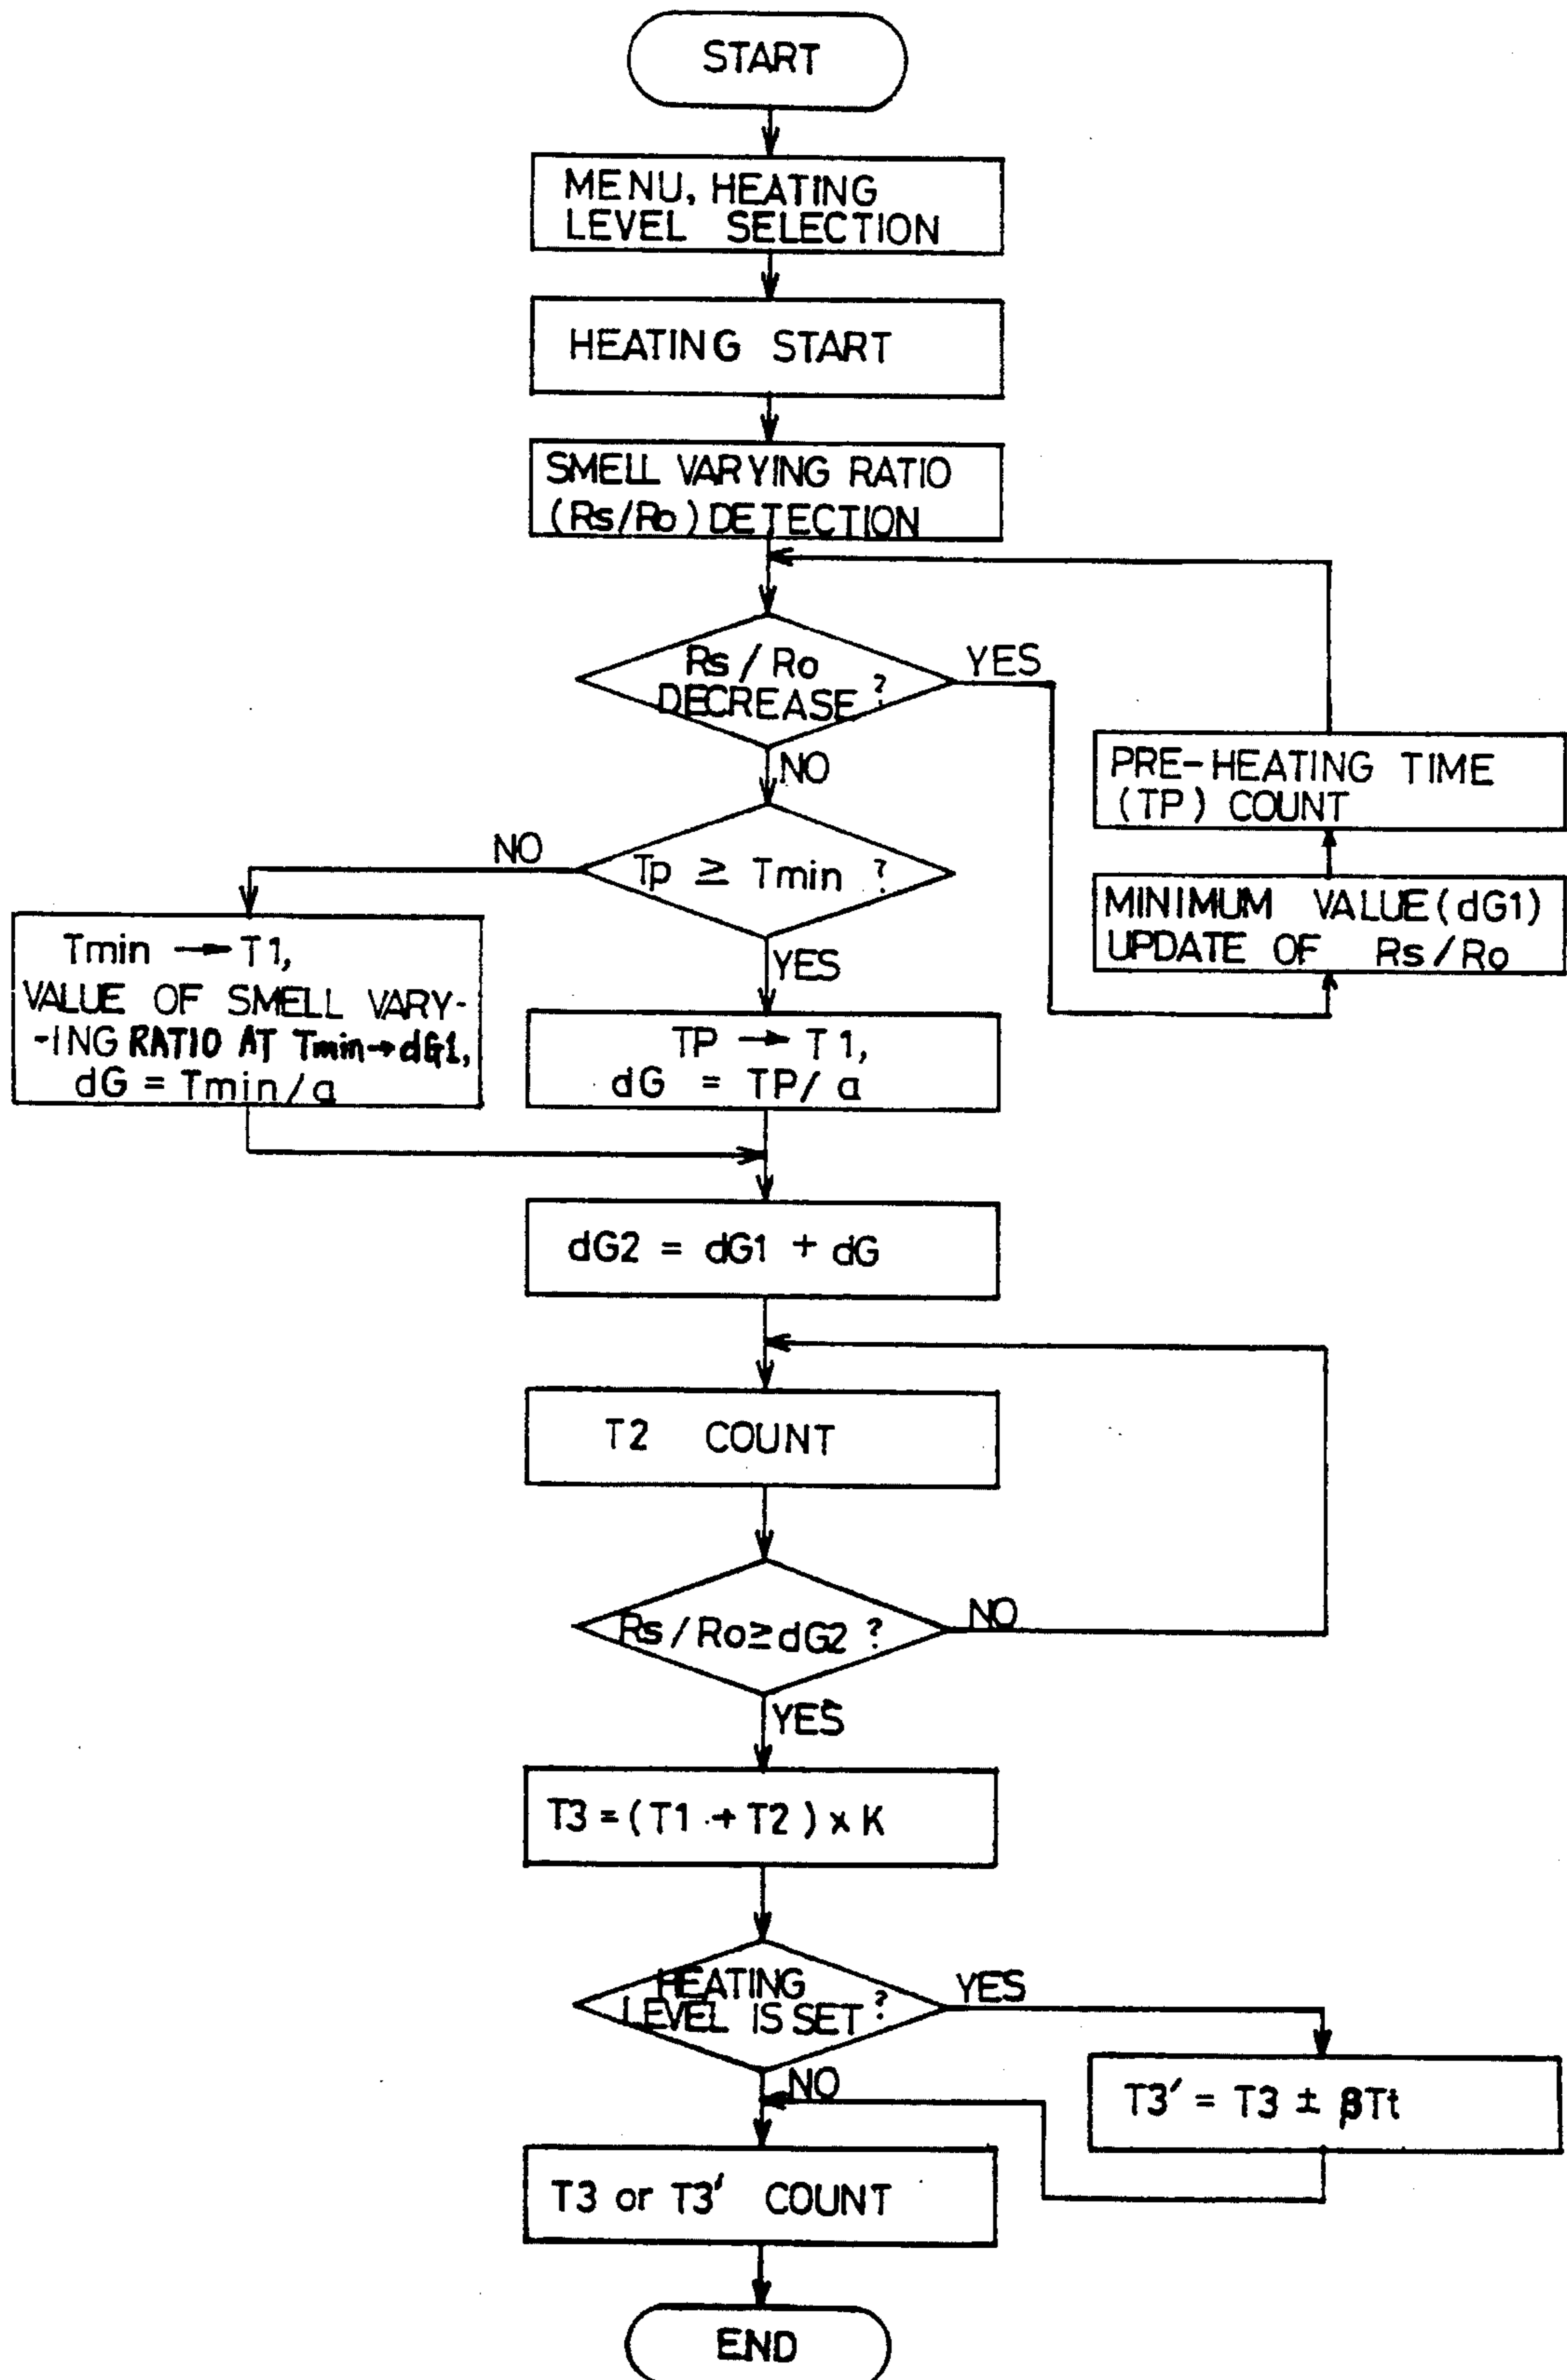 START
MENU, HEATING
LEVEL SELECTION
HEATING START
SMELL VARYING RATIO
(Rs/Ro) DETECTION
Rs / Ro
DECREASE ?
YES
NO
PRE-HEATING TIME
(TP) COUNT
MINIMUM VALUE (dG1)
UPDATE OF Rs/Ro
Tp ≥ Tmin ?
NO
YES
Tmin → T1,
VALUE OF SMELL VARY-
-ING RATIO AT Tmin→dG1,
dG = Tmin/a
TP → T1,
dG = TP/ a
dG2 = dG1 + dG
T2 COUNT
Rs / Ro ≥ dG2 ?
NO
YES
T3 = (T1 + T2) x K
HEATING
LEVEL IS SET ?
YES
NO
T3' = T3 ± βTt
T3 or T3' COUNT
END